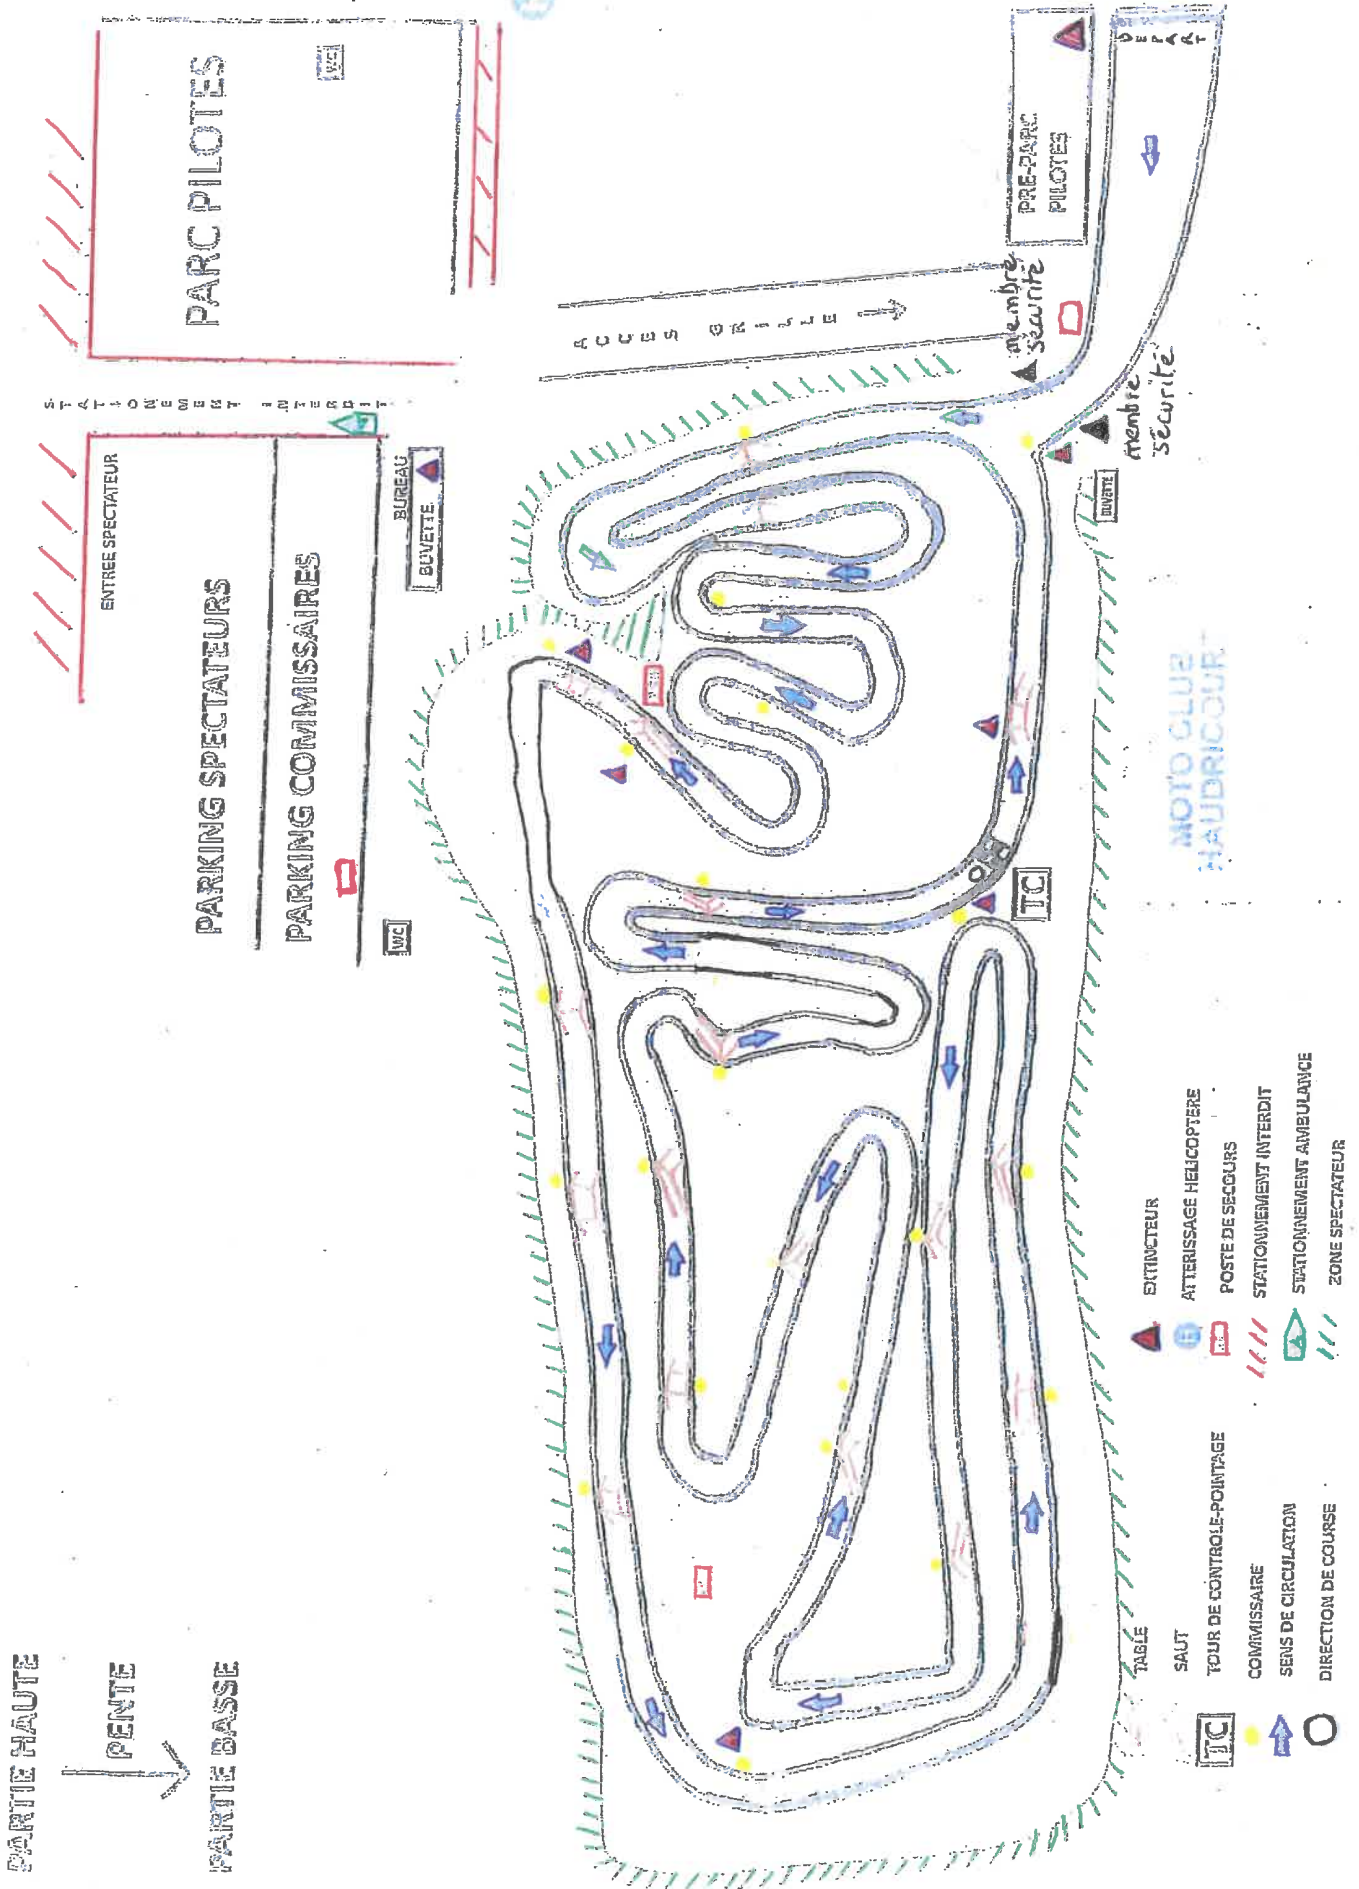 PARTIE HAUTE
PENTE
PARTIE BASSE
PARC PILOTES
WC
STATIONEMENT INTERDIT
ENTREE SPECTATEUR
PARKING SPECTATEURS
PARKING COMMISSAIRES
WC
BUREAU
BUVETTE
ACCES GRILLE
membre
sécurité
PRE-PARC
PILOTES
DEPART
membre
sécurité
BUVETTE
TC
MOTO CLUB
HAUDRICOURT
TABLE
SAUT
TC TOUR DE CONTROLE-POINTAGE
COMMISSAIRE
SENS DE CIRCULATION
DIRECTION DE COURSE
EXTINCTEUR
ATTERISSAGE HELICOPTERE
POSTE DE SECOURS
STATIONNEMENT INTERDIT
STATIONNEMENT AMBULANCE
ZONE SPECTATEUR